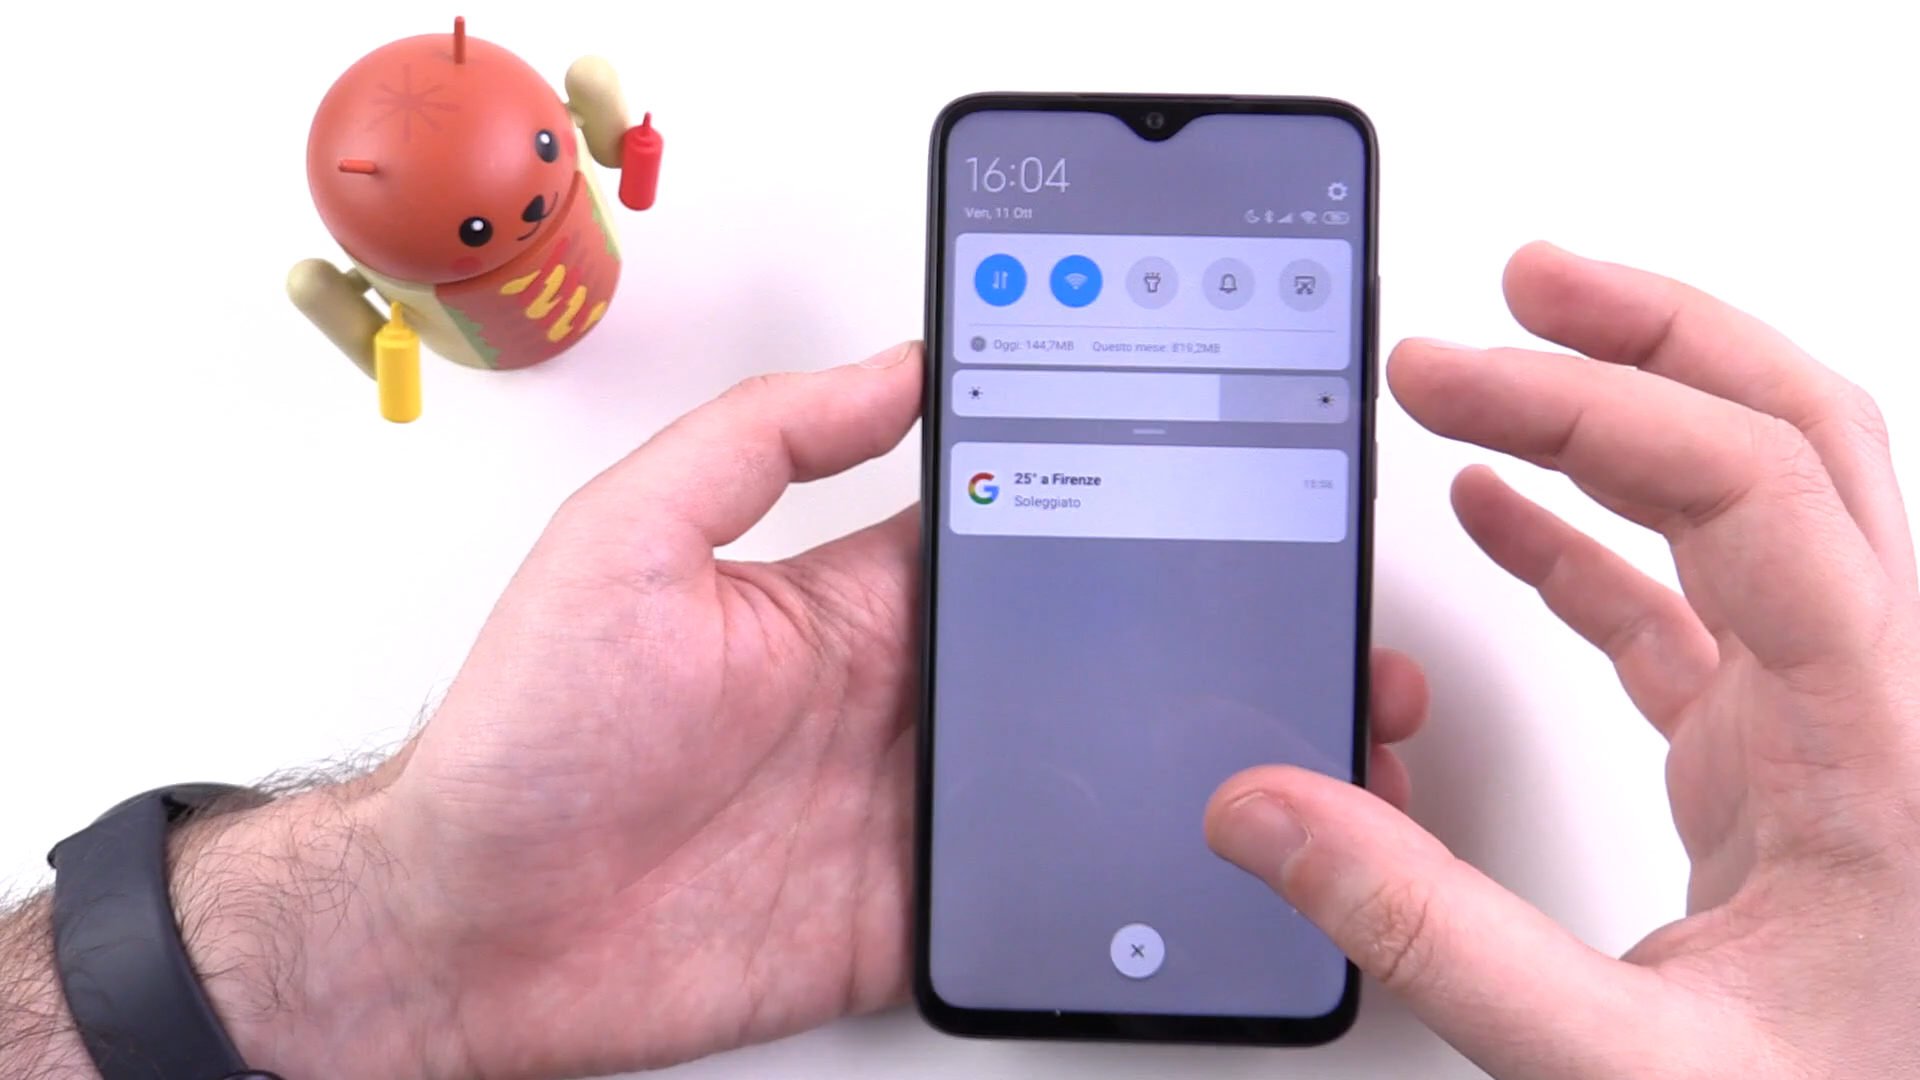 16:04
Ven, 11 Ott
Oggi: 144,7MB Questo mese: 819,2MB
25° a Firenze
Soleggiato